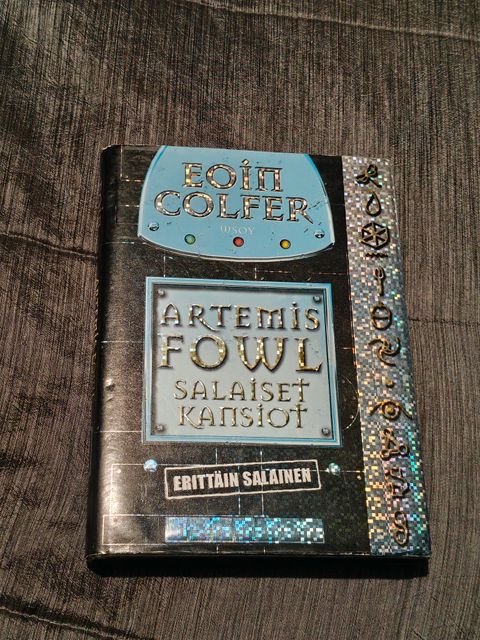 EOIN
COLFER
WSOY
ARTEMIS
FOWL
SALAISET
KANSIOT
ERITTÄIN SALAINEN